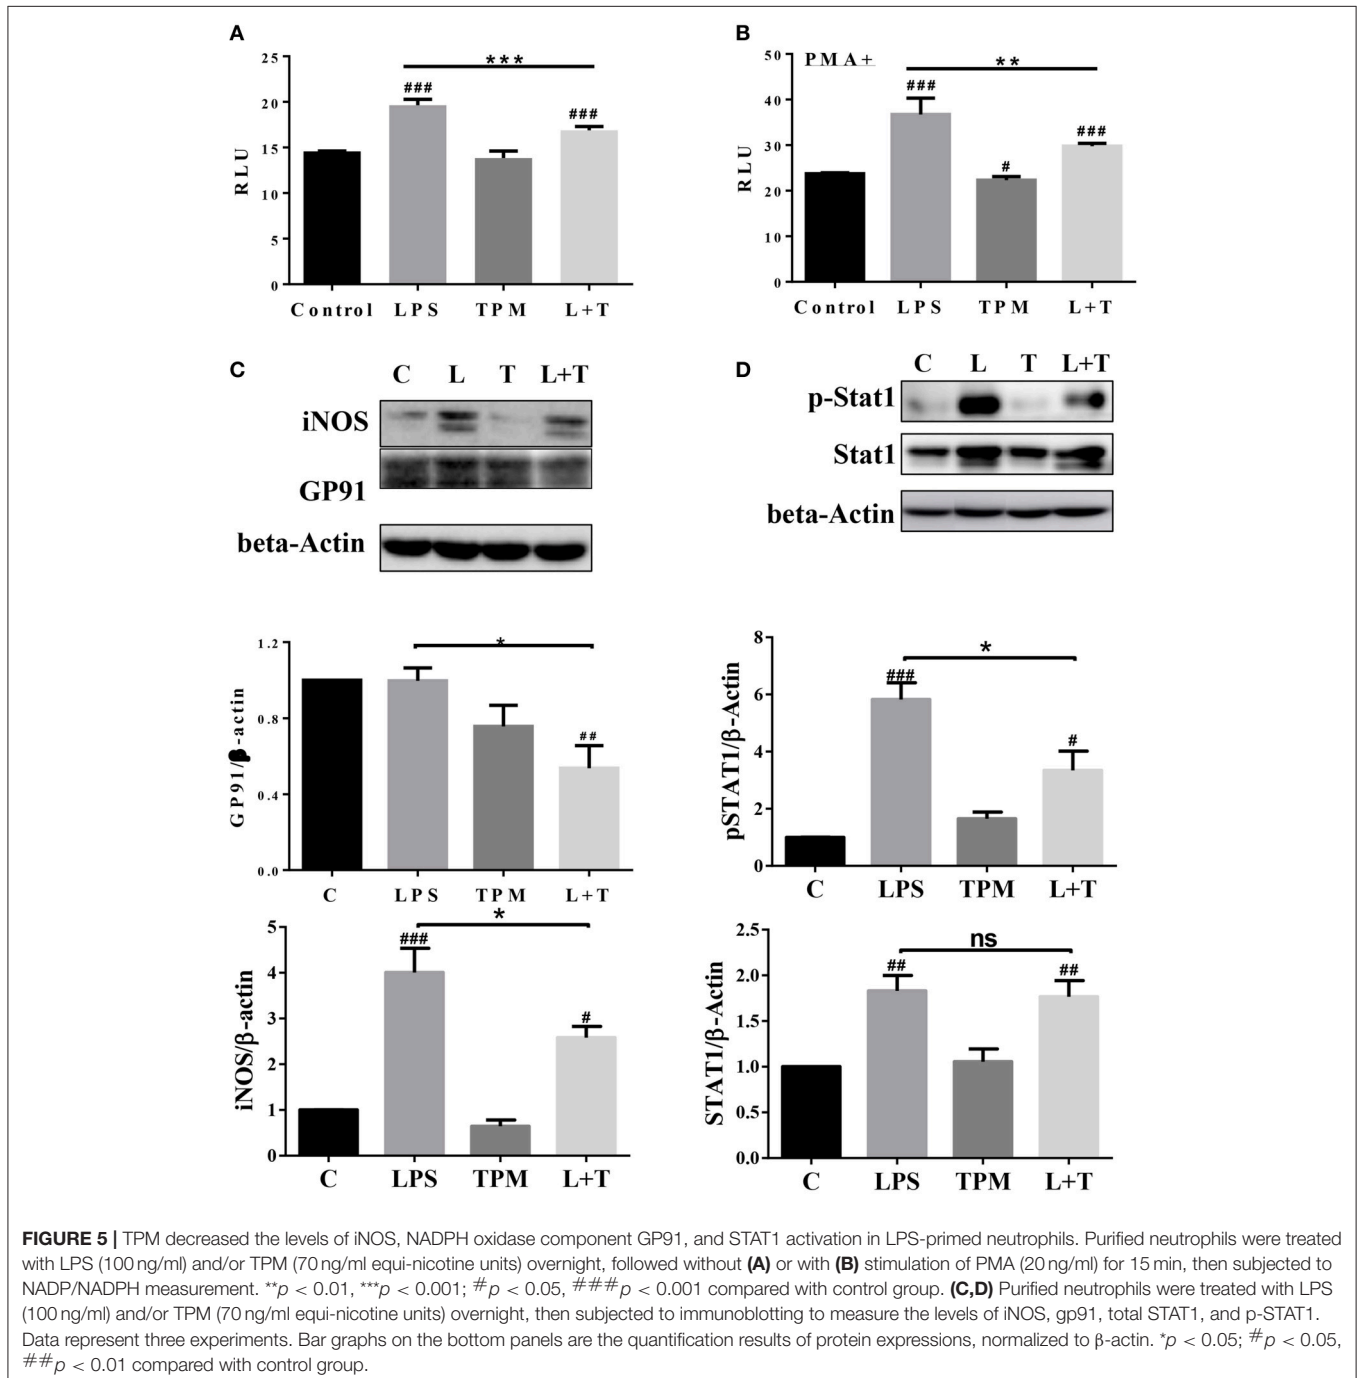 A
25
20
15
10
5
0
RLU
***
###
###
Control LPS TPM L+T
B
50
40
30
20
10
0
RLU
PMA+
**
###
#
###
Control LPS TPM L+T
C
C L T L+T
iNOS
GP91
beta-Actin
D
C L T L+T
p-Stat1
Stat1
beta-Actin
1.2
0.8
0.4
0.0
GP91/β-actin
*
##
C LPS TPM L+T
8
6
4
2
0
pSTAT1/β-Actin
*
###
#
C LPS TPM L+T
5
4
3
2
1
0
iNOS/β-actin
*
###
#
C LPS TPM L+T
2.5
2.0
1.5
1.0
0.5
0.0
STAT1/β-Actin
ns
##
##
C LPS TPM L+T
FIGURE 5 | TPM decreased the levels of iNOS, NADPH oxidase component GP91, and STAT1 activation in LPS-primed neutrophils. Purified neutrophils were treated
with LPS (100 ng/ml) and/or TPM (70 ng/ml equi-nicotine units) overnight, followed without (A) or with (B) stimulation of PMA (20 ng/ml) for 15 min, then subjected to
NADP/NADPH measurement. **p < 0.01, ***p < 0.001; #p < 0.05, ###p < 0.001 compared with control group. (C,D) Purified neutrophils were treated with LPS
(100 ng/ml) and/or TPM (70 ng/ml equi-nicotine units) overnight, then subjected to immunoblotting to measure the levels of iNOS, gp91, total STAT1, and p-STAT1.
Data represent three experiments. Bar graphs on the bottom panels are the quantification results of protein expressions, normalized to β-actin. *p < 0.05; #p < 0.05,
##p < 0.01 compared with control group.